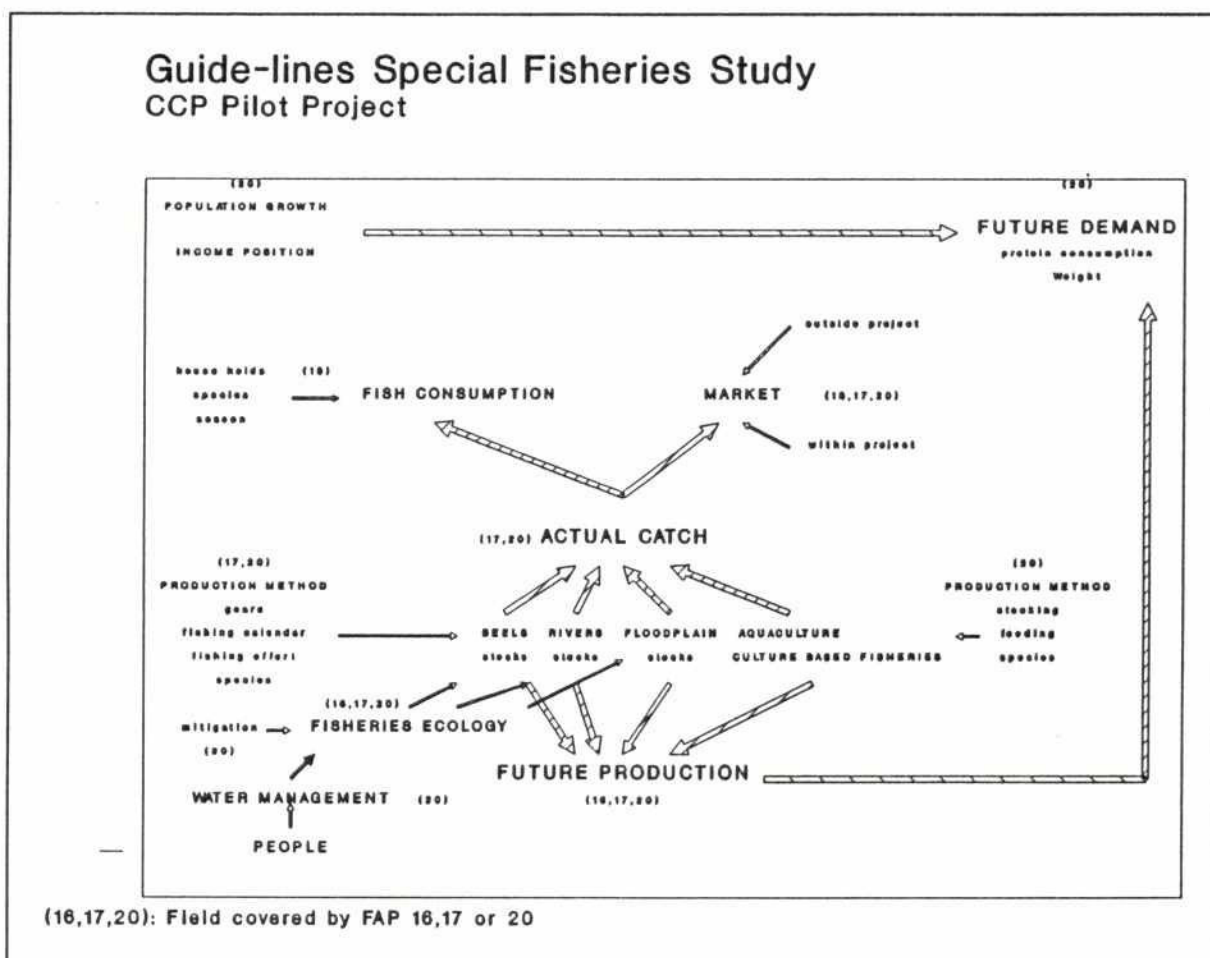 Guide-lines Special Fisheries Study
CCP Pilot Project
(20)
POPULATION GROWTH
INCOME POSITION
(20)
FUTURE DEMAND
protein consumption
Weight
outside project
house holds (16)
species
season
FISH CONSUMPTION
MARKET (16,17,20)
within project
(17,20) ACTUAL CATCH
(17,20)
PRODUCTION METHOD
gears
fishing calendar
fishing effort
species
BEELS
stocks
RIVERS
stocks
FLOODPLAIN
stocks
AQUACULTURE
CULTURE BASED FISHERIES
(20)
PRODUCTION METHOD
stocking
feeding
species
(16,17,20)
FISHERIES ECOLOGY
mitigation
(20)
WATER MANAGEMENT (20)
PEOPLE
FUTURE PRODUCTION
(16,17,20)
(16,17,20): Field covered by FAP 16,17 or 20